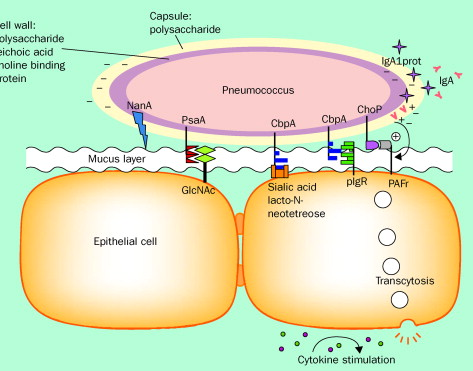 Capsule:
polysaccharide
ell wall:
olysaccharide
eichoic acid
holine binding
rotein
IgA1prot
IgA
Pneumococcus
NanA
PsaA
CbpA
CbpA
ChoP
Mucus layer
GlcNAc
Sialic acid
lacto-N-
neotetreose
pIgR
PAFr
Epithelial cell
Transcytosis
Cytokine stimulation